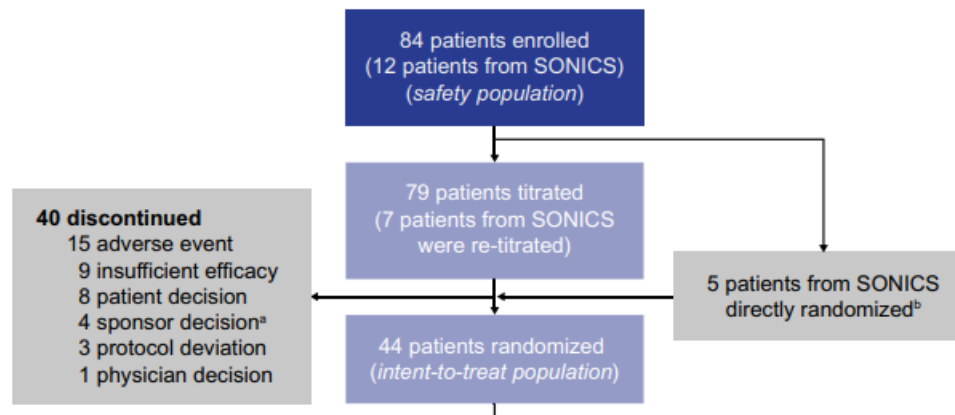 84 patients enrolled
(12 patients from SONICS)
(safety population)
79 patients titrated
(7 patients from SONICS
were re-titrated)
40 discontinued
15 adverse event
9 insufficient efficacy
8 patient decision
4 sponsor decisionᵃ
3 protocol deviation
1 physician decision
5 patients from SONICS
directly randomizedᵇ
44 patients randomized
(intent-to-treat population)